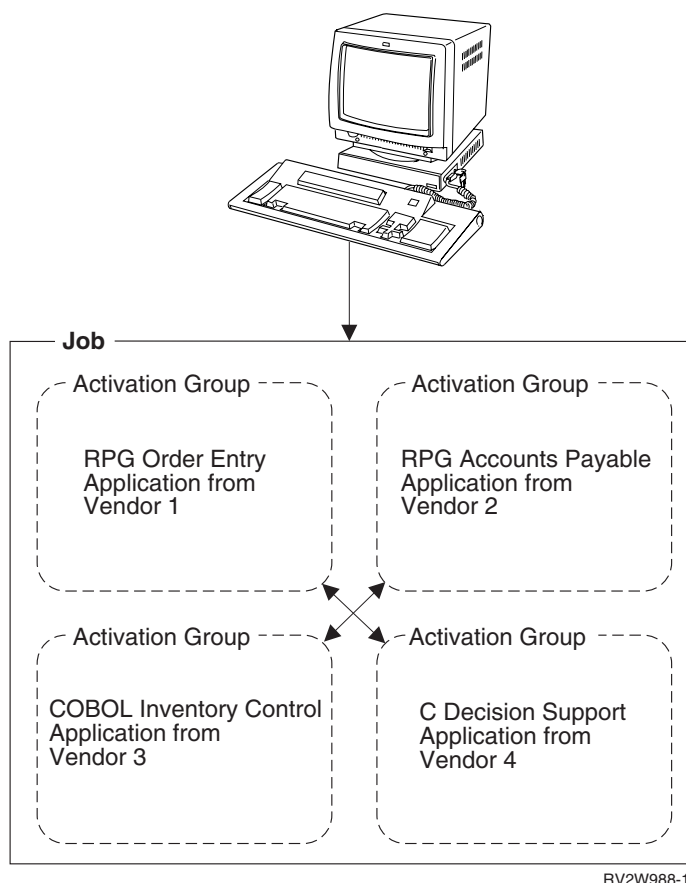 Job
Activation Group
RPG Order Entry
Application from
Vendor 1
Activation Group
RPG Accounts Payable
Application from
Vendor 2
Activation Group
COBOL Inventory Control
Application from
Vendor 3
Activation Group
C Decision Support
Application from
Vendor 4
RV2W988-1